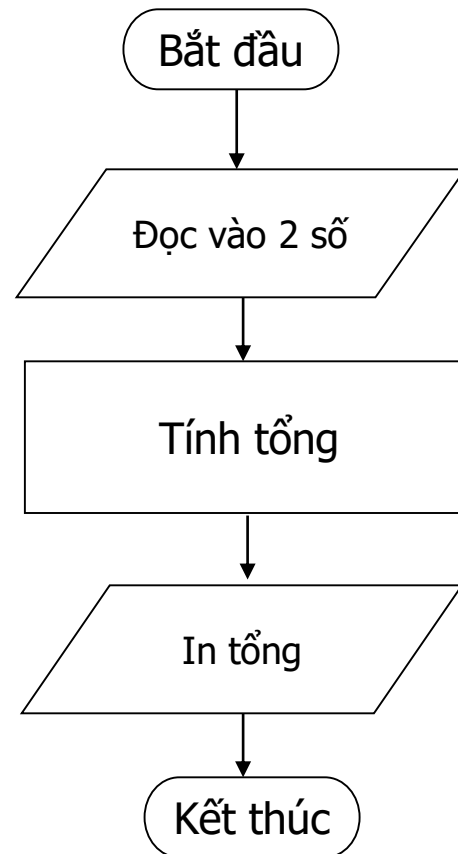 Bắt đầu
Đọc vào 2 số
Tính tổng
In tổng
Kết thúc